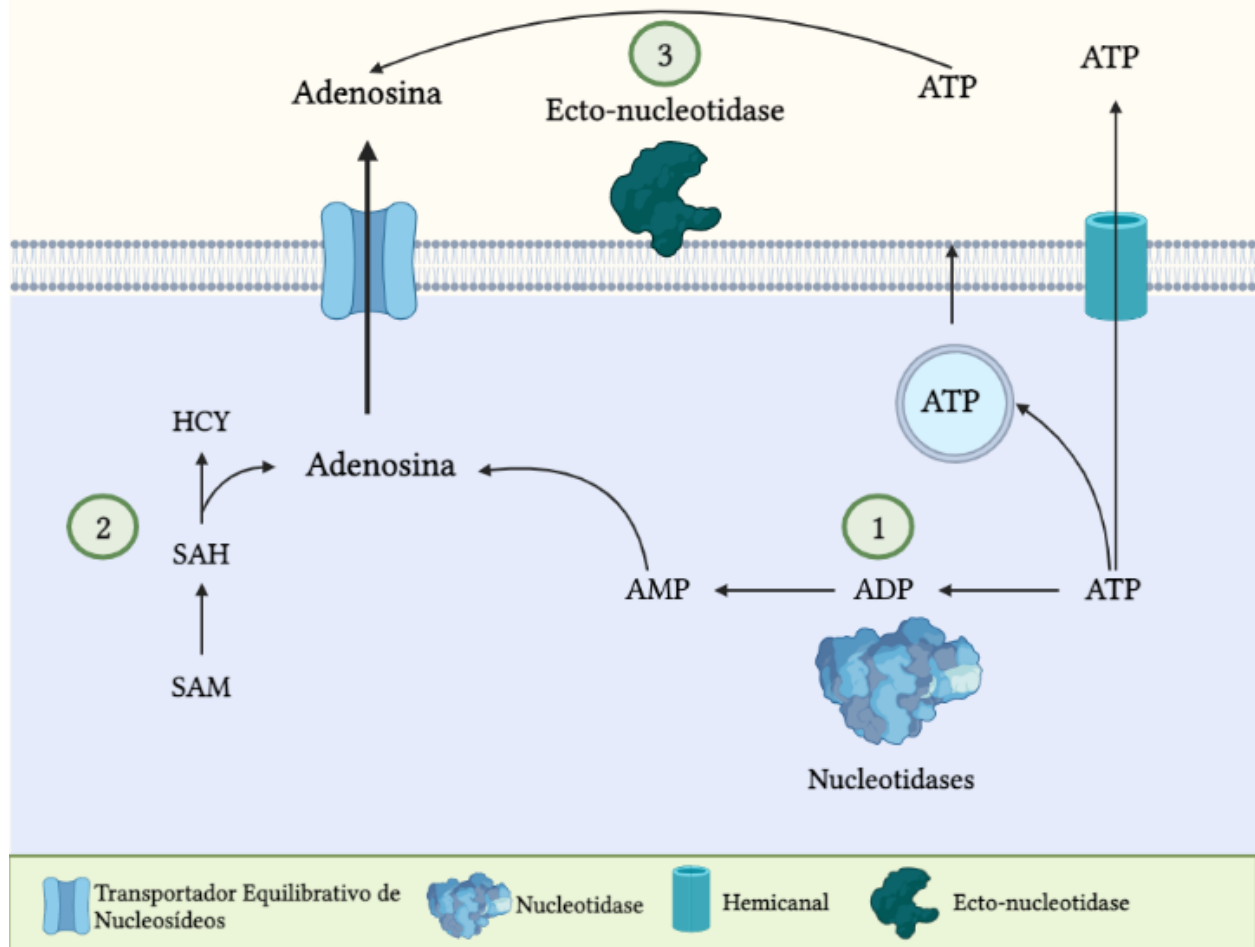 3
ATP
Adenosina
ATP
Ecto-nucleotidase
HCY
ATP
Adenosina
2
1
SAH
AMP
ADP
ATP
SAM
Nucleotidases
Transportador Equilibrativo de
Nucleosídeos
Nucleotidase
Hemicanal
Ecto-nucleotidase